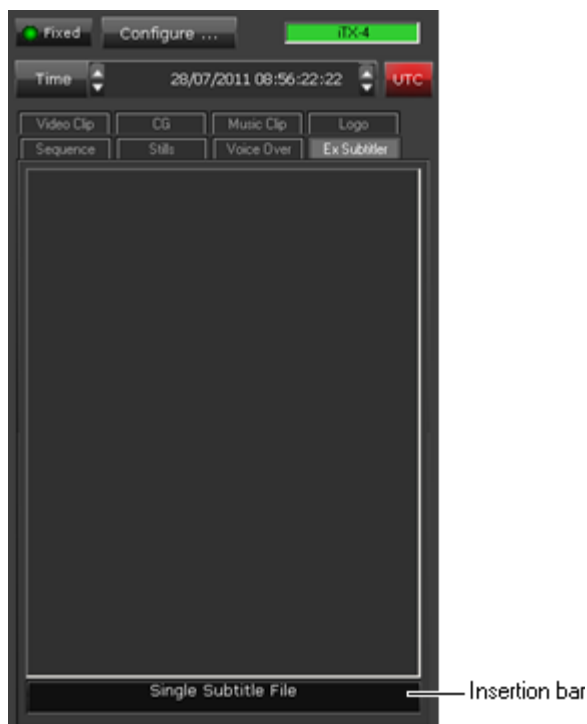 Fixed Configure ... iTX-4
Time 28/07/2011 08:56:22:22 UTC
Video Clip CG Music Clip Logo
Sequence Stills Voice Over Ex Subtitler
Single Subtitle File
Insertion bar